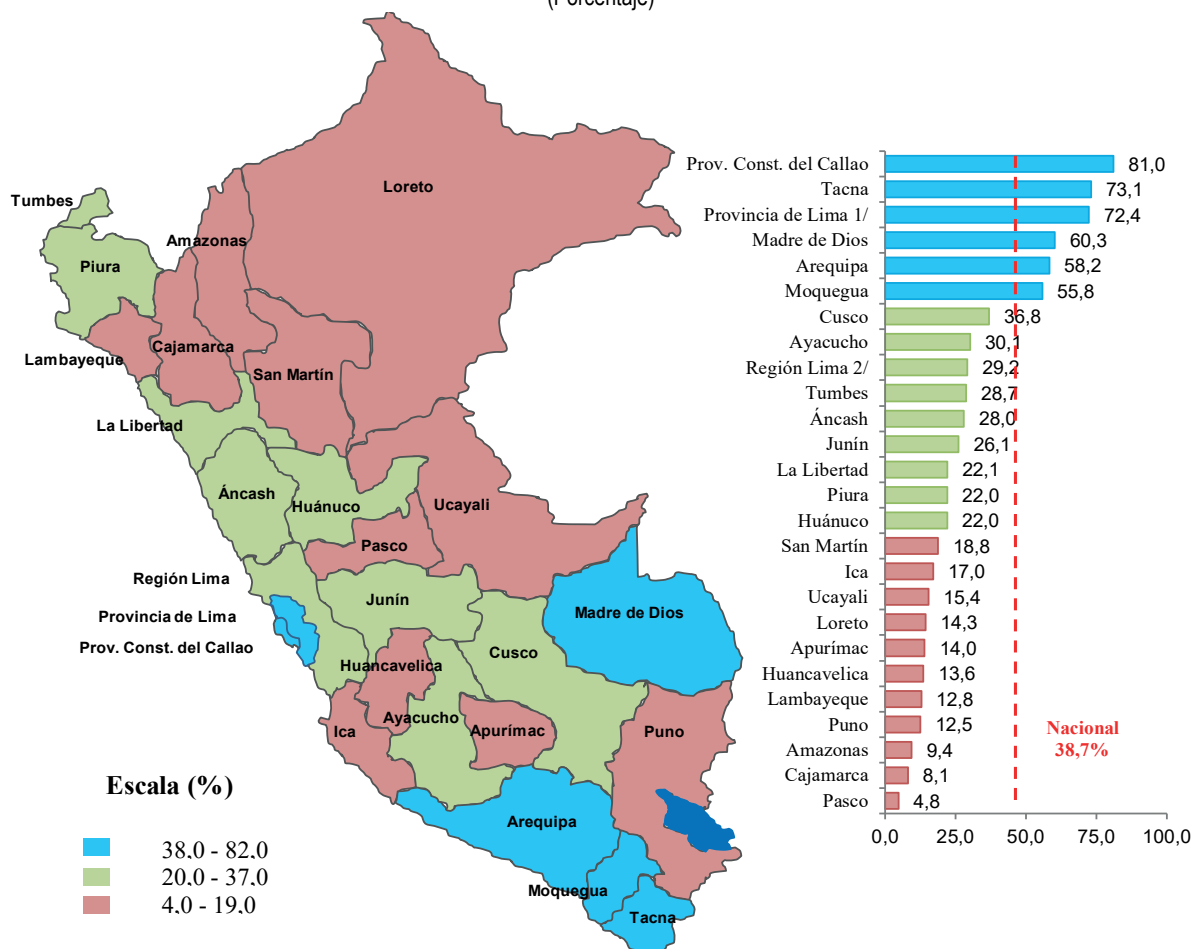 (Porcentaje)
Loreto
Tumbes
Amazonas
Piura
Lambayeque
Cajamarca
San Martín
La Libertad
Áncash
Huánuco
Ucayali
Pasco
Región Lima
Junín
Madre de Dios
Provincia de Lima
Prov. Const. del Callao
Cusco
Huancavelica
Ayacucho
Ica
Apurímac
Puno
Arequipa
Moquegua
Tacna
Escala (%)
38,0 - 82,0
20,0 - 37,0
4,0 - 19,0
Prov. Const. del Callao 81,0
Tacna 73,1
Provincia de Lima 1/ 72,4
Madre de Dios 60,3
Arequipa 58,2
Moquegua 55,8
Cusco 36,8
Ayacucho 30,1
Región Lima 2/ 29,2
Tumbes 28,7
Áncash 28,0
Junín 26,1
La Libertad 22,1
Piura 22,0
Huánuco 22,0
San Martín 18,8
Ica 17,0
Ucayali 15,4
Loreto 14,3
Apurímac 14,0
Huancavelica 13,6
Lambayeque 12,8
Puno 12,5
Amazonas 9,4
Cajamarca 8,1
Pasco 4,8
Nacional
38,7%
0,0 25,0 50,0 75,0 100,0